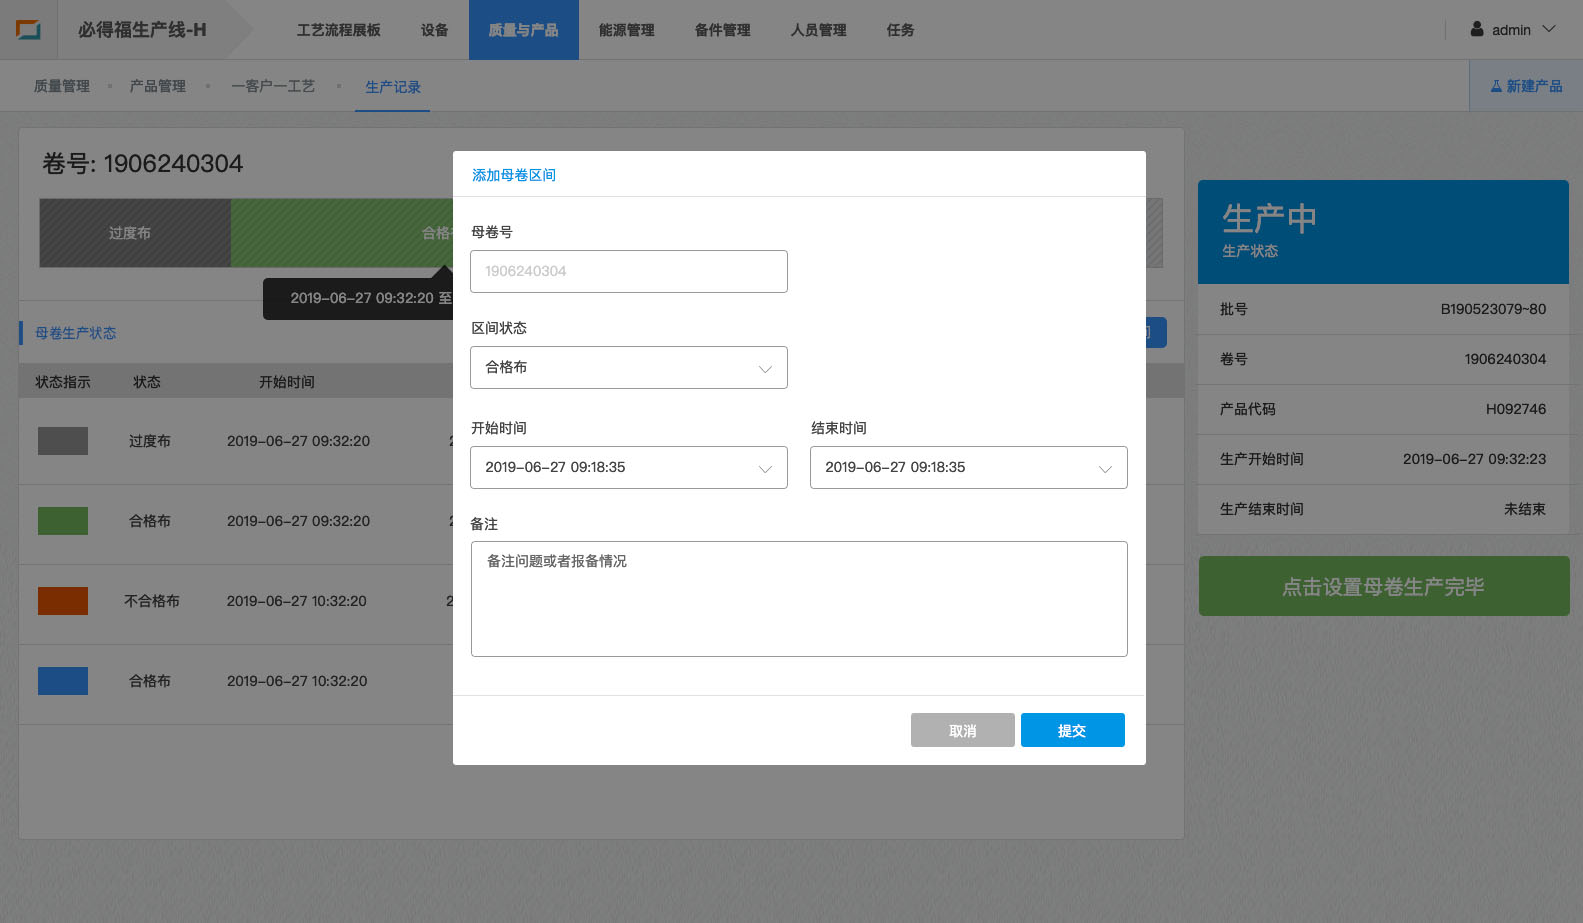 必得福生产线-H
工艺流程展板
设备
质量与产品
能源管理
备件管理
人员管理
任务
admin
质量管理
产品管理
一客户一工艺
生产记录
新建产品
卷号: 1906240304
过度布
合格
2019-06-27 09:32:20 至
母卷生产状态
状态指示 状态 开始时间
过度布 2019-06-27 09:32:20
合格布 2019-06-27 09:32:20
不合格布 2019-06-27 10:32:20 2
合格布 2019-06-27 10:32:20
添加母卷区间
母卷号
1906240304
区间状态
合格布
开始时间
2019-06-27 09:18:35
结束时间
2019-06-27 09:18:35
备注
备注问题或者报备情况
取消
提交
生产中
生产状态
批号 B190523079~80
卷号 1906240304
产品代码 H092746
生产开始时间 2019-06-27 09:32:23
生产结束时间 未结束
点击设置母卷生产完毕